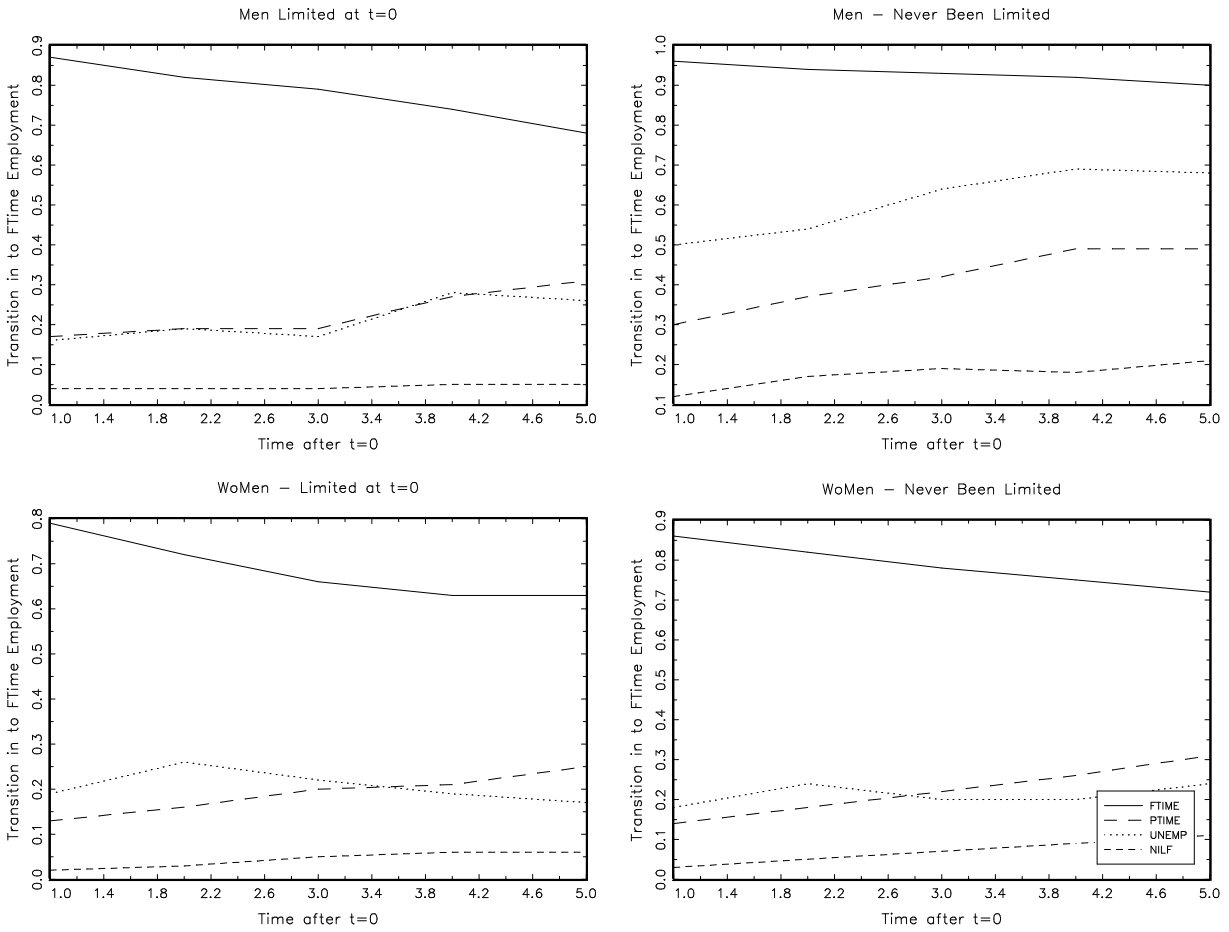 Men Limited at t=0
Transition in to FTime Employment
0.9
0.8
0.7
0.6
0.5
0.4
0.3
0.2
0.1
0.0
1.0 1.4 1.8 2.2 2.6 3.0 3.4 3.8 4.2 4.6 5.0
Time after t=0
Men – Never Been Limited
Transition in to FTime Employment
1.0
0.9
0.8
0.7
0.6
0.5
0.4
0.3
0.2
0.1
1.0 1.4 1.8 2.2 2.6 3.0 3.4 3.8 4.2 4.6 5.0
Time after t=0
WoMen – Limited at t=0
Transition in to FTime Employment
0.8
0.7
0.6
0.5
0.4
0.3
0.2
0.1
0.0
1.0 1.4 1.8 2.2 2.6 3.0 3.4 3.8 4.2 4.6 5.0
Time after t=0
WoMen – Never Been Limited
Transition in to FTime Employment
0.9
0.8
0.7
0.6
0.5
0.4
0.3
0.2
0.1
0.0
FTIME
PTIME
UNEMP
NILF
1.0 1.4 1.8 2.2 2.6 3.0 3.4 3.8 4.2 4.6 5.0
Time after t=0